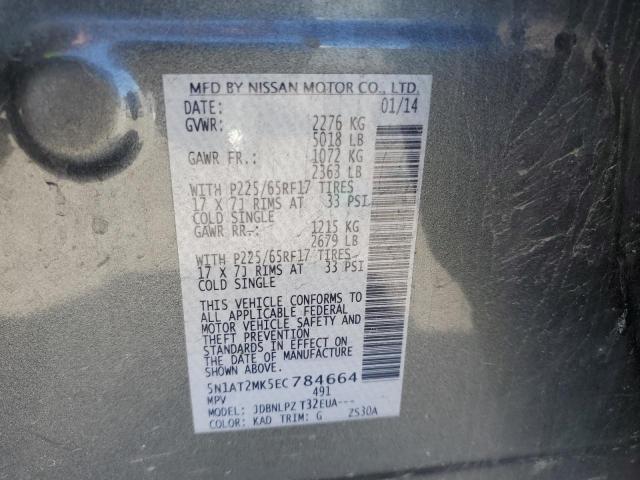 MFD BY NISSAN MOTOR CO., LTD.
DATE: 01/14
GVWR: 2276 KG
5018 LB
GAWR FR.: 1072 KG
2363 LB
WITH P225/65RF17 TIRES
17 X 7J RIMS AT 33 PSI
COLD SINGLE
GAWR RR-: 1215 KG
2679 LB
WITH P225/65RF17 TIRES
17 X 7J RIMS AT 33 PSI
COLD SINGLE
THIS VEHICLE CONFORMS TO
ALL APPLICABLE FEDERAL
MOTOR VEHICLE SAFETY AND
THEFT PREVENTION
STANDARDS IN EFFECT ON
THE DATE OF MANUFACTURE
SHOWN ABOVE.
5N1AT2MK5EC784664
MPV 491
MODEL: JDBNLPZ T32EUA---
COLOR: KAD TRIM: G 2S30A